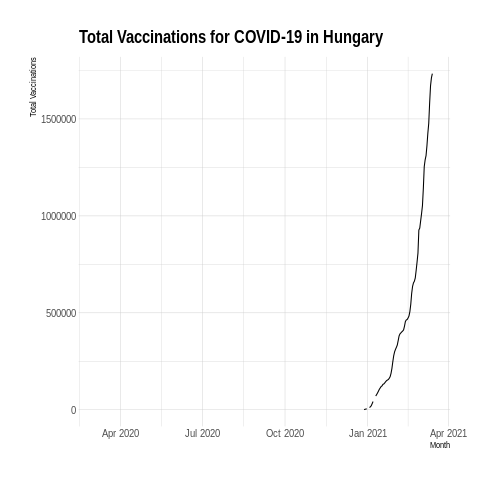 Total Vaccinations for COVID-19 in Hungary
Total Vaccinations
1500000
1000000
500000
0
Apr 2020 Jul 2020 Oct 2020 Jan 2021 Apr 2021
Month